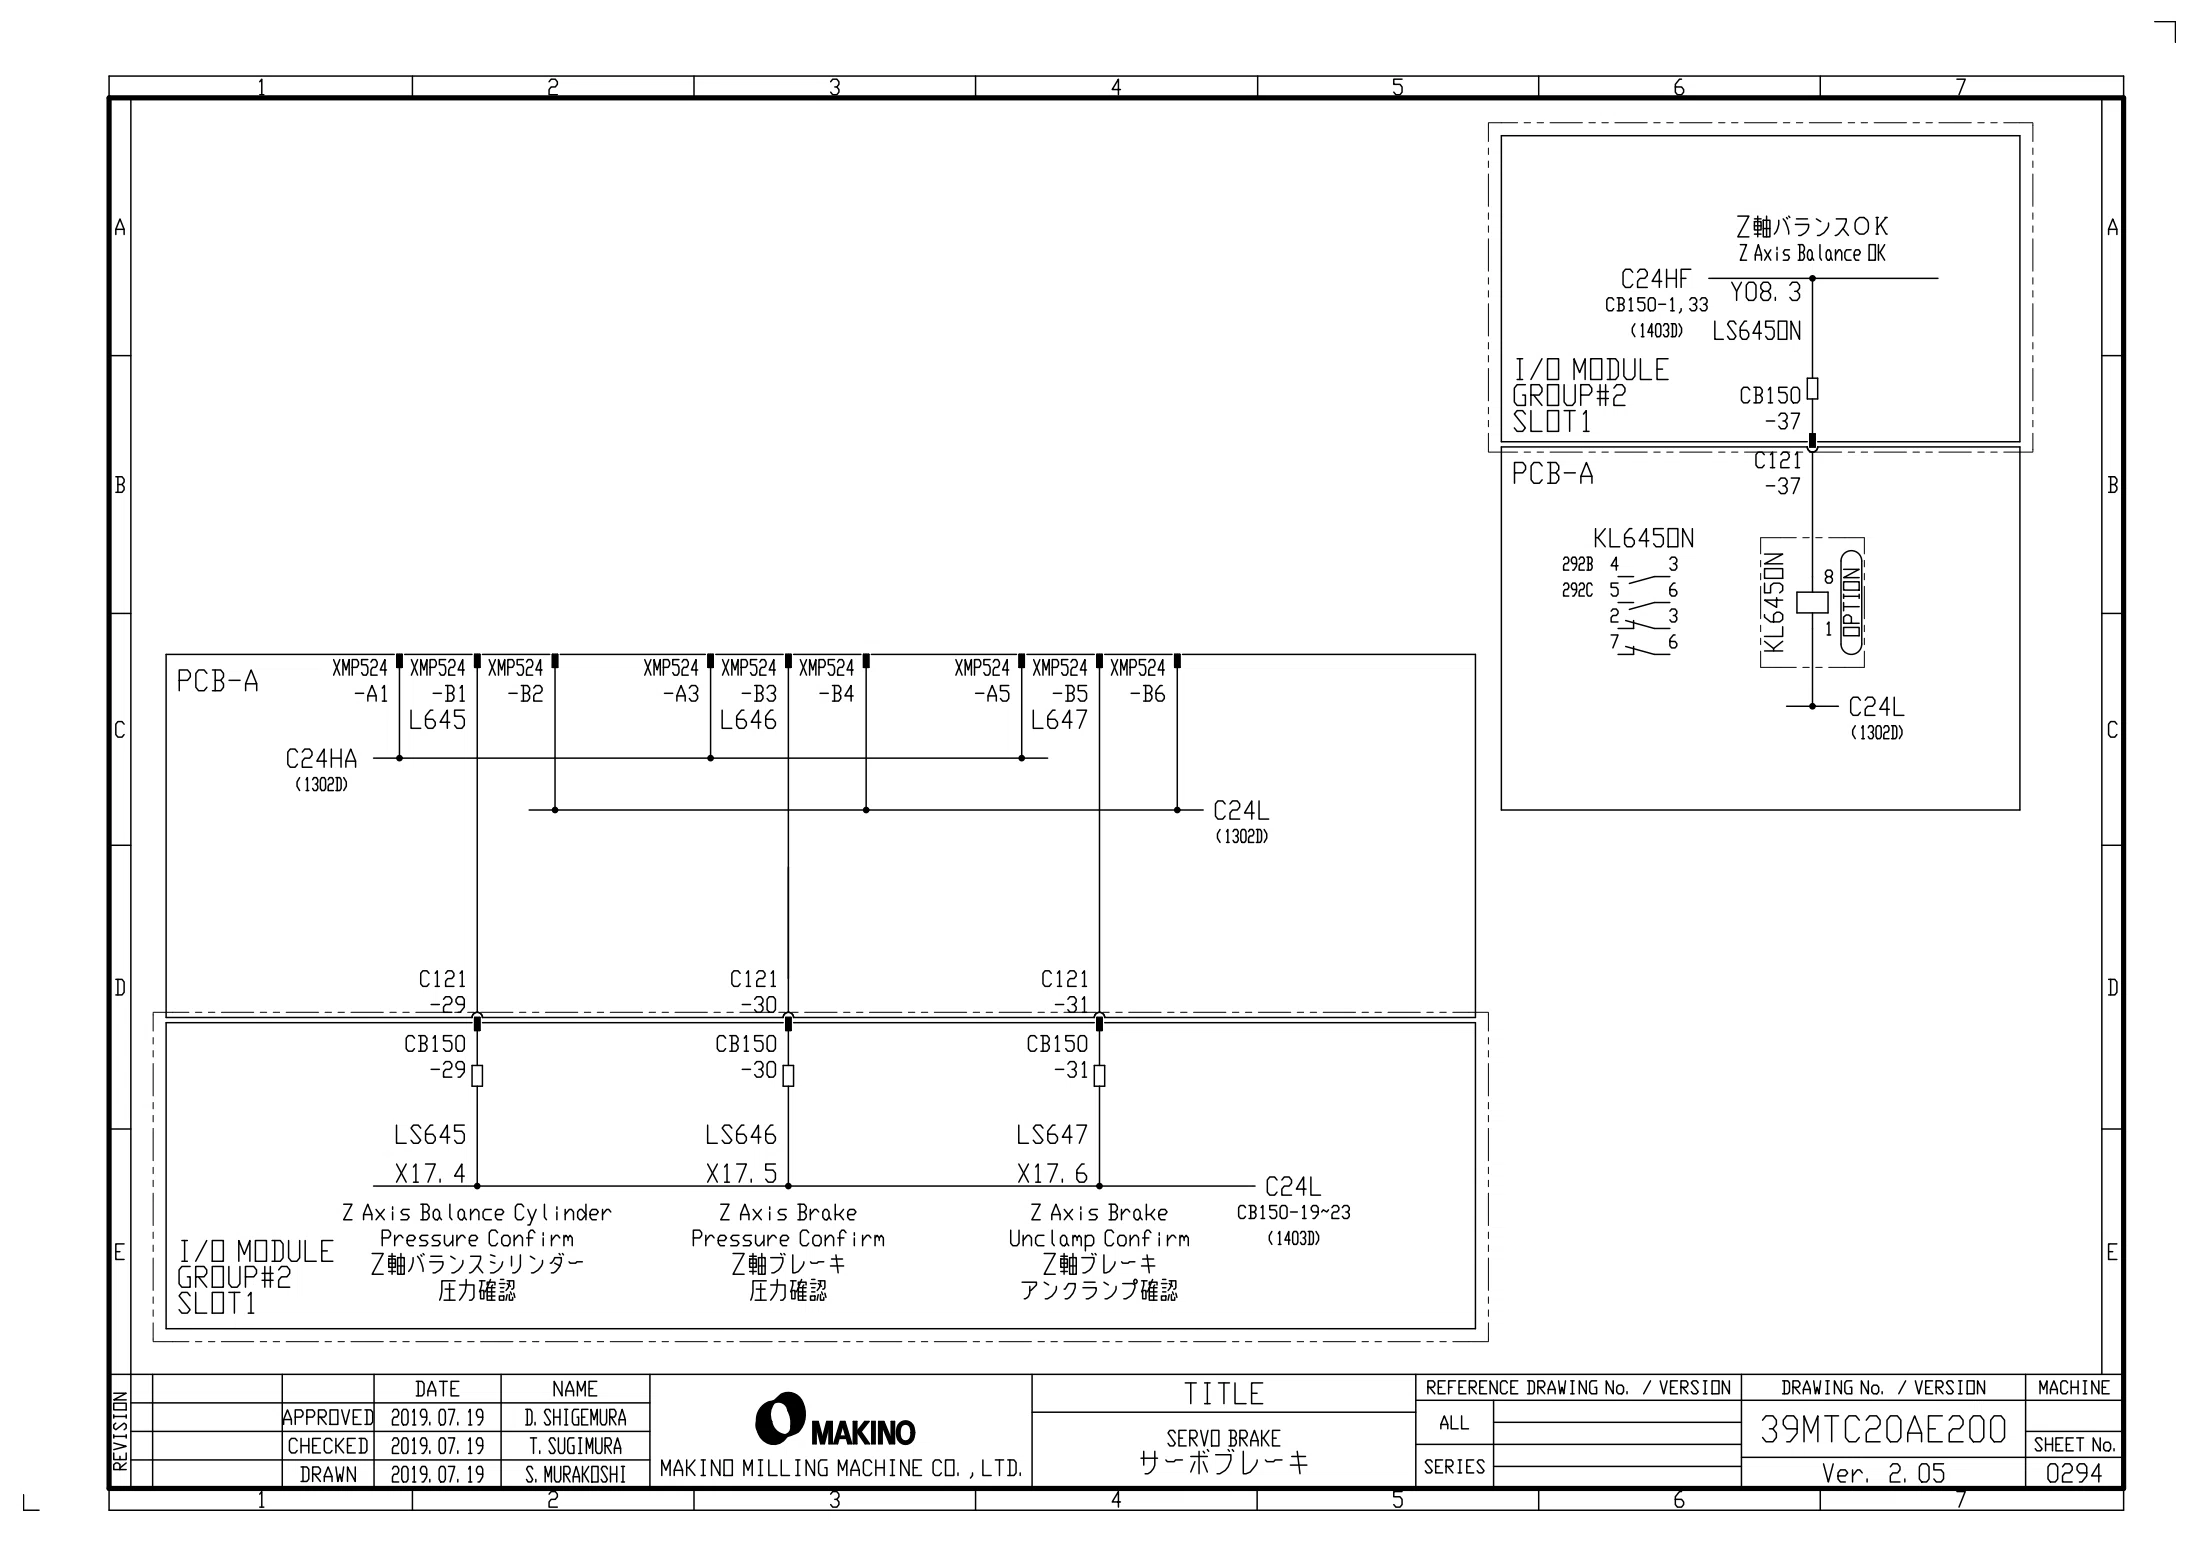 1 2 3 4 5 6 7
A A
B B
C C
D D
E E
Z軸バランスOK
Z Axis Balance OK
C24HF
CB150-1,33
(1403D)
Y08.3
LS645ON
I/O MODULE
GROUP#2
SLOT1
CB150
-37
PCB-A
C121
-37
KL645ON
292B 4 3
292C 5 6
2 3
7 6
KL645ON
8
1
OPTION
C24L
(1302D)
PCB-A
XMP524 XMP524 XMP524 XMP524 XMP524 XMP524 XMP524 XMP524 XMP524
-A1 -B1 -B2 -A3 -B3 -B4 -A5 -B5 -B6
L645 L646 L647
C24HA
(1302D)
C24L
(1302D)
C121 C121 C121
-29 -30 -31
CB150 CB150 CB150
-29 -30 -31
LS645 LS646 LS647
X17.4 X17.5 X17.6
C24L
CB150-19~23
(1403D)
Z Axis Balance Cylinder
Pressure Confirm
Z軸バランスシリンダー
圧力確認
Z Axis Brake
Pressure Confirm
Z軸ブレーキ
圧力確認
Z Axis Brake
Unclamp Confirm
Z軸ブレーキ
アンクランプ確認
I/O MODULE
GROUP#2
SLOT1
REVISION
DATE NAME
APPROVED 2019.07.19 D. SHIGEMURA
CHECKED 2019.07.19 T. SUGIMURA
DRAWN 2019.07.19 S. MURAKOSHI
MAKINO
MAKINO MILLING MACHINE CO.,LTD.
TITLE
SERVO BRAKE
サーボブレーキ
REFERENCE DRAWING No. / VERSION
ALL
SERIES
DRAWING No. / VERSION
39MTC20AE200
Ver. 2.05
MACHINE
SHEET No.
0294
1 2 3 4 5 6 7